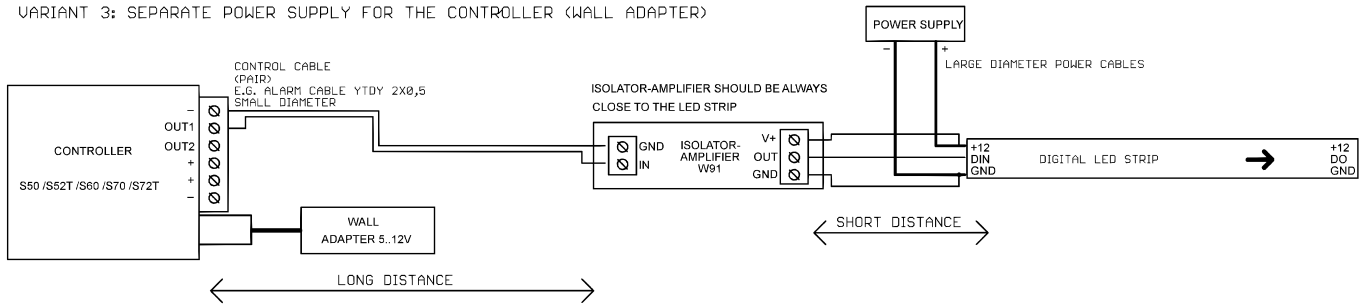 VARIANT 3: SEPARATE POWER SUPPLY FOR THE CONTROLLER (WALL ADAPTER)
POWER SUPPLY
− +
LARGE DIAMETER POWER CABLES
CONTROL CABLE
(PAIR)
E.G. ALARM CABLE YTDY 2X0,5
SMALL DIAMETER
ISOLATOR-AMPLIFIER SHOULD BE ALWAYS
CLOSE TO THE LED STRIP
CONTROLLER
S50 /S52T /S60 /S70 /S72T
−
OUT1
OUT2
+
+
−
WALL
ADAPTER 5..12V
GND
IN
ISOLATOR-
AMPLIFIER
W91
V+
OUT
GND
+12
DIN
GND
DIGITAL LED STRIP
+12
DO
GND
SHORT DISTANCE
LONG DISTANCE